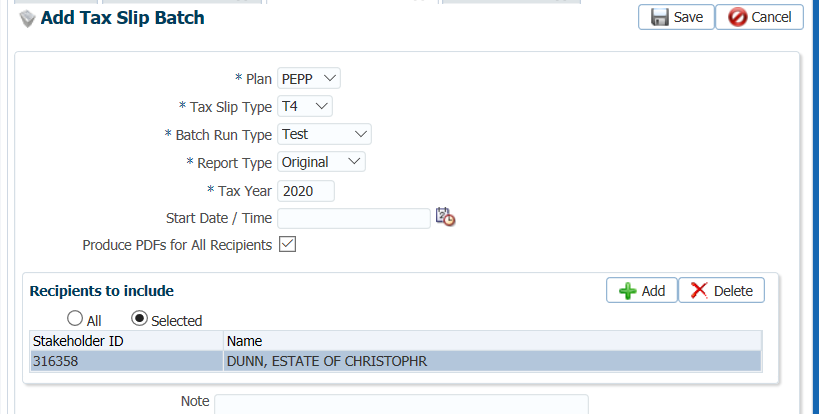 Add Tax Slip Batch
Save
Cancel
* Plan PEPP
* Tax Slip Type T4
* Batch Run Type Test
* Report Type Original
* Tax Year 2020
Start Date / Time
Produce PDFs for All Recipients
Recipients to include
Add
Delete
All
Selected
Stakeholder ID Name
316358 DUNN, ESTATE OF CHRISTOPHR
Note